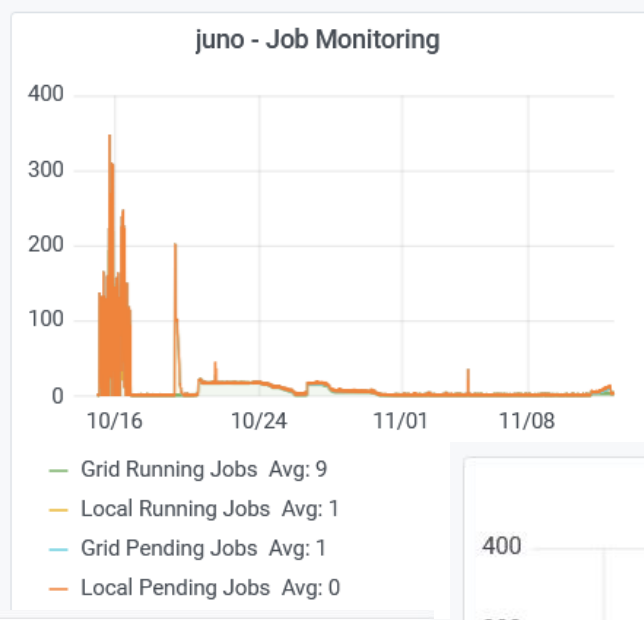 juno - Job Monitoring
400
300
200
100
0
10/16 10/24 11/01 11/08
Grid Running Jobs Avg: 9
Local Running Jobs Avg: 1
Grid Pending Jobs Avg: 1
Local Pending Jobs Avg: 0
400